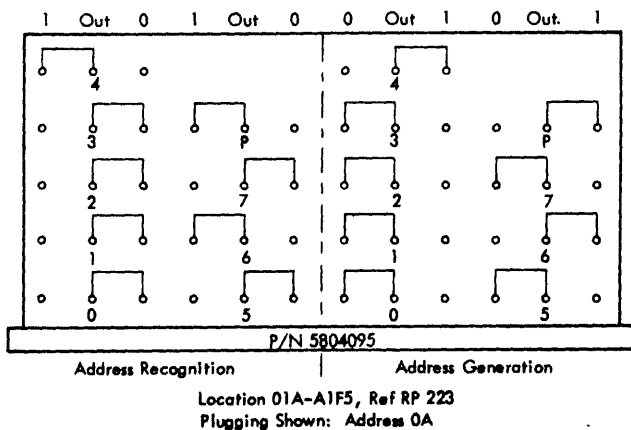 1 Out 0 1 Out 0 0 Out 1 0 Out. 1
4 4
3 P 3 P
2 7 2 7
1 6 1 6
0 5 0 5
P/N 5804095
Address Recognition Address Generation
Location 01A-A1F5, Ref RP 223
Plugging Shown: Address 0A